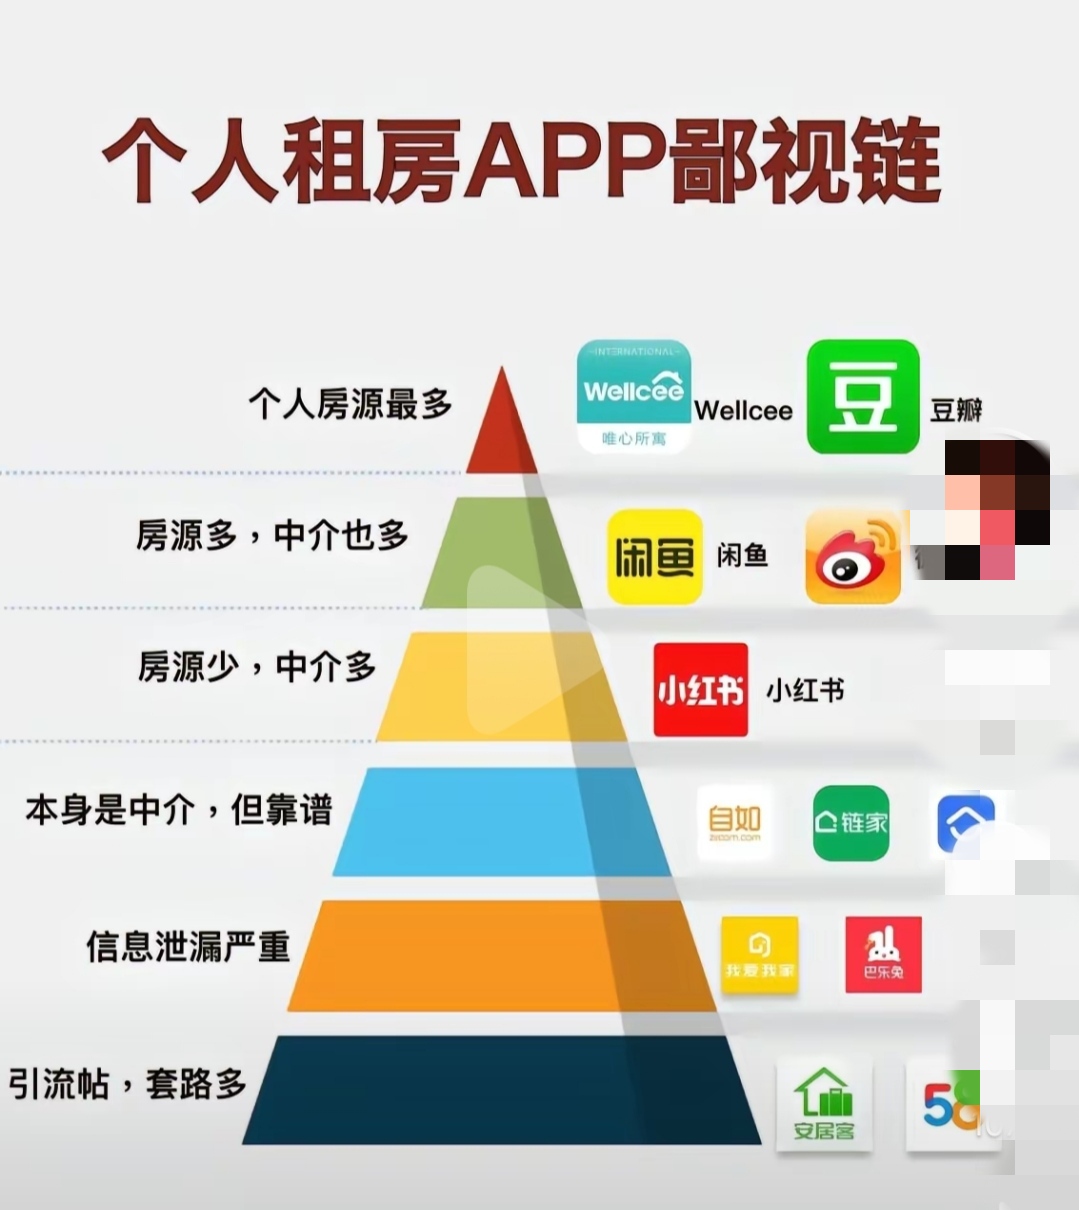 个人租房APP鄙视链
个人房源最多
INTERNATIONAL
Wellcee
唯心所寓
Wellcee
豆
豆瓣
房源多，中介也多
闲鱼
闲鱼
房源少，中介多
小红书
小红书
本身是中介，但靠谱
自如
ziroom.com
链家
信息泄漏严重
我爱我家
巴乐兔
引流帖，套路多
安居客
58